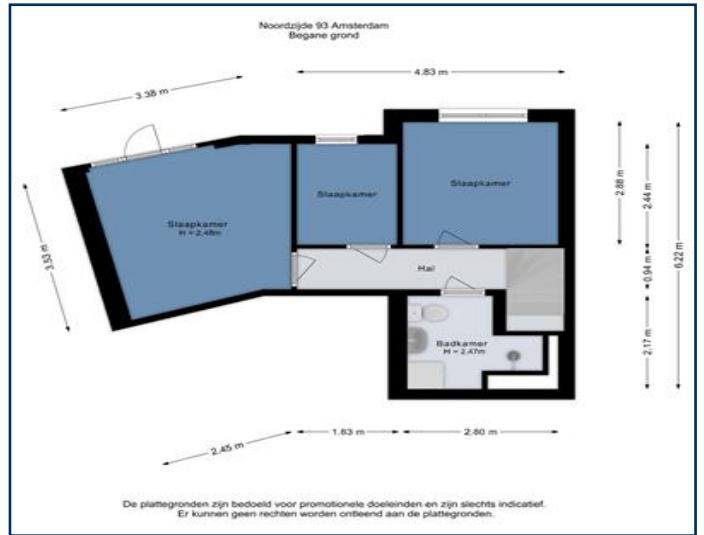 Noordzijde 93 Amsterdam
Begane grond
4.83 m
3.38 m
Slaapkamer
H = 2.48m
Slaapkamer
Slaapkamer
2.88 m
2.44 m
3.53 m
Hal
0.94 m
6.22 m
Badkamer
H = 2.47m
2.17 m
2.45 m
1.83 m
2.80 m
De plattegronden zijn bedoeld voor promotionele doeleinden en zijn slechts indicatief.
Er kunnen geen rechten worden ontleend aan de plattegronden.